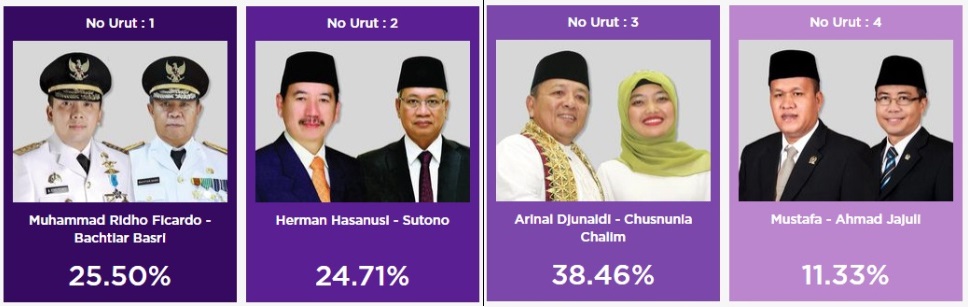 No Urut : 1
Muhammad Ridho Ficardo -
Bachtiar Basri
25.50%
No Urut : 2
Herman Hasanusi - Sutono
24.71%
No Urut : 3
Arinal Djunaidi - Chusnunia
Chalim
38.46%
No Urut : 4
Mustafa - Ahmad Jajuli
11.33%